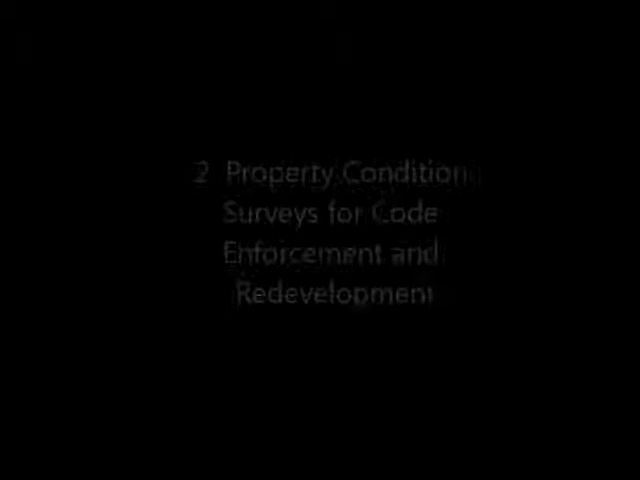 2 Property Condition
Surveys for Code
Enforcement and
Redevelopment